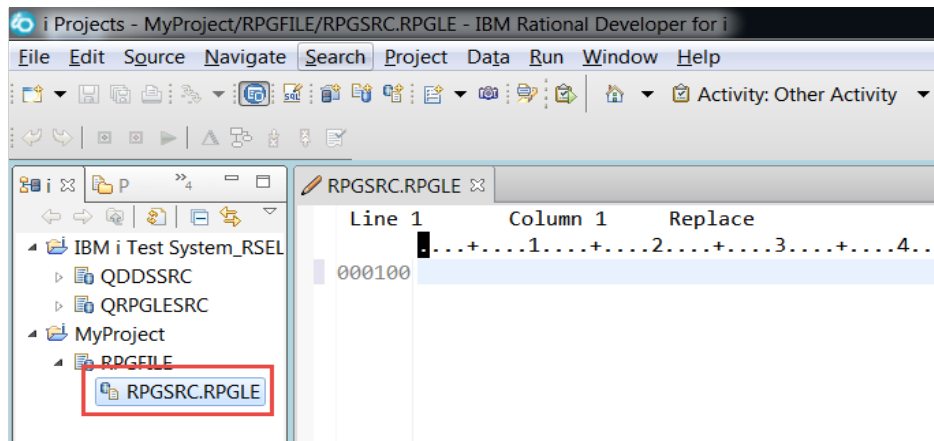 i Projects - MyProject/RPGFILE/RPGSRC.RPGLE - IBM Rational Developer for i
File Edit Source Navigate Search Project Data Run Window Help
Activity: Other Activity
i P »4
RPGSRC.RPGLE
Line 1 Column 1 Replace
....+....1....+....2....+....3....+....4..
000100
IBM i Test System_RSEL
QDDSSRC
QRPGLESRC
MyProject
RPGFILE
RPGSRC.RPGLE